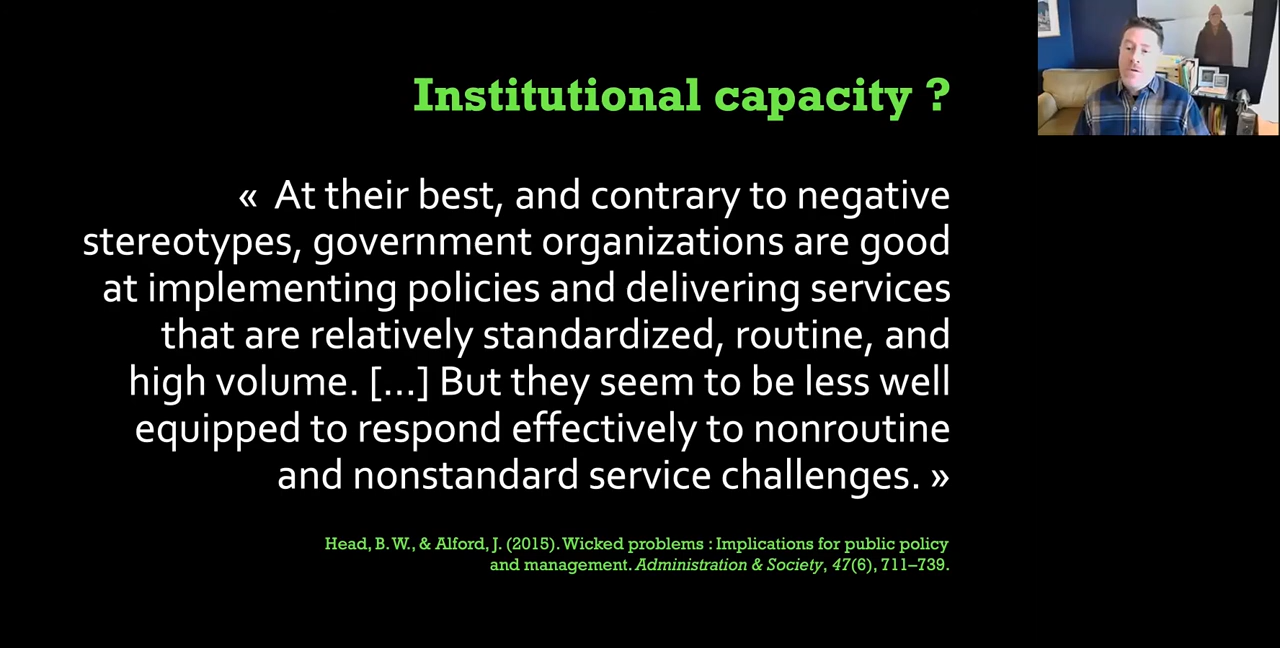 Institutional capacity ?
«  At their best, and contrary to negative
stereotypes, government organizations are good
at implementing policies and delivering services
that are relatively standardized, routine, and
high volume. […] But they seem to be less well
equipped to respond effectively to nonroutine
and nonstandard service challenges. »
Head, B. W., & Alford, J. (2015). Wicked problems : Implications for public policy
and management. Administration & Society, 47(6), 711–739.